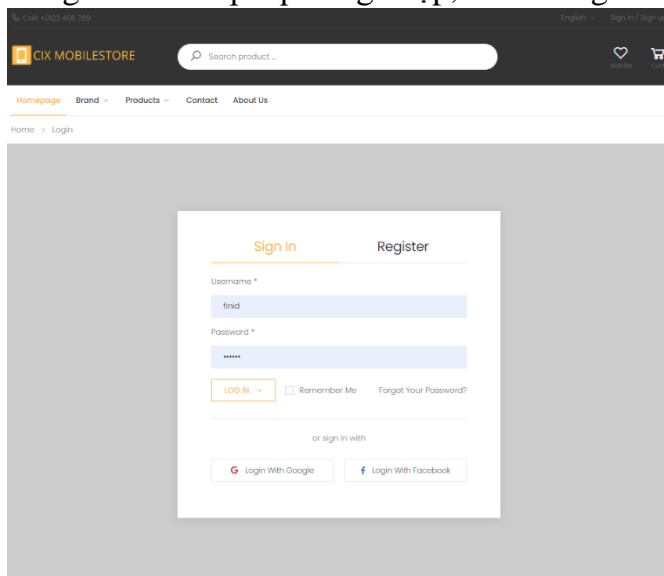 Call: +0123 456 789 English Sign in / Sign up
CIX MOBILESTORE Search product ...
Wishlist Cart
Homepage Brand Products Contact About Us
Home > Login
Sign In Register
Username *
finid
Password *
••••••
LOG IN → Remember Me Forgot Your Password?
or sign in with
G Login With Google f Login With Facebook